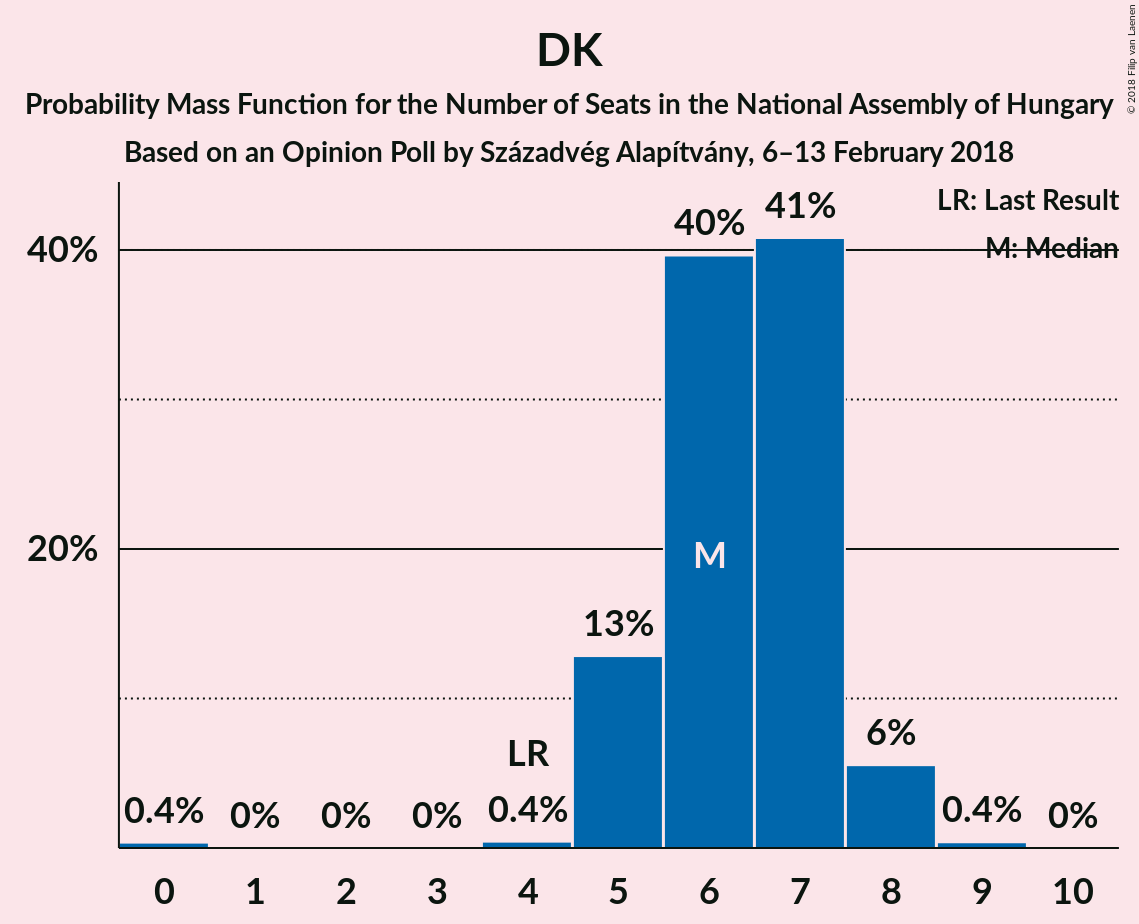 DK
Probability Mass Function for the Number of Seats in the National Assembly of Hungary
Based on an Opinion Poll by Századvég Alapítvány, 6–13 February 2018
© 2018 Filip van Laenen
LR: Last Result
M: Median
40%
20%
0.4%
0%
0%
0%
LR
0.4%
13%
40%
M
41%
6%
0.4%
0%
0 1 2 3 4 5 6 7 8 9 10